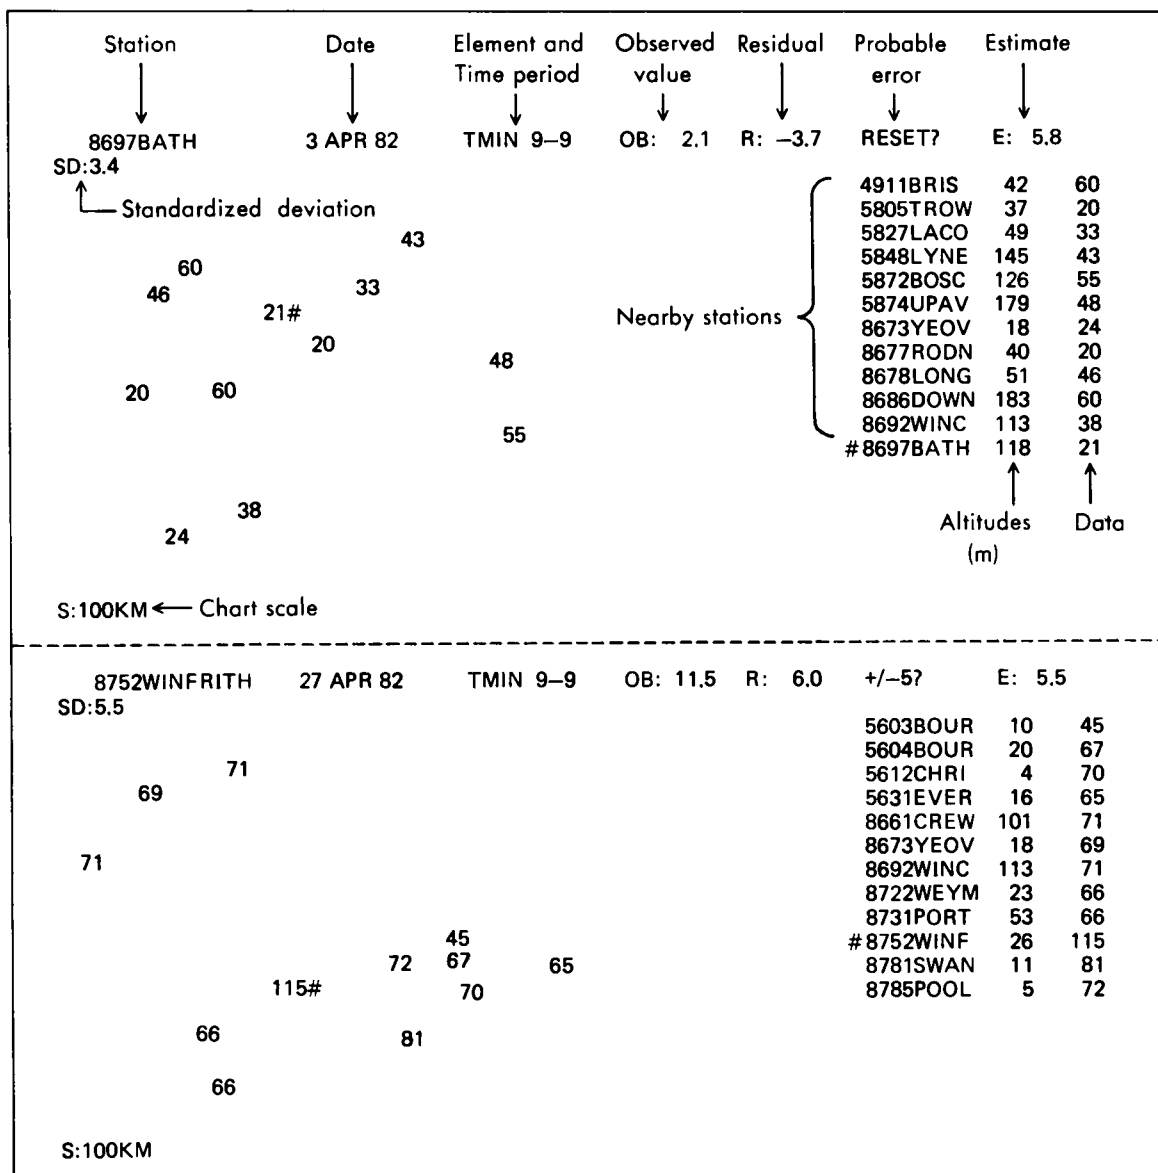 Station Date Element and Time period Observed value Residual Probable error Estimate
8697BATH 3 APR 82 TMIN 9–9 OB: 2.1 R: –3.7 RESET? E: 5.8
SD:3.4
Standardized deviation
4911BRIS 42 60
5805TROW 37 20
5827LACO 49 33
5848LYNE 145 43
5872BOSC 126 55
5874UPAV 179 48
8673YEOV 18 24
8677RODN 40 20
8678LONG 51 46
8686DOWN 183 60
8692WINC 113 38
#8697BATH 118 21
Nearby stations
Altitudes (m)
Data
43
60
46
33
21#
20
48
20 60
55
38
24
S:100KM
Chart scale
8752WINFRITH 27 APR 82 TMIN 9–9 OB: 11.5 R: 6.0 +/–5? E: 5.5
SD:5.5
5603BOUR 10 45
5604BOUR 20 67
5612CHRI 4 70
5631EVER 16 65
8661CREW 101 71
8673YEOV 18 69
8692WINC 113 71
8722WEYM 23 66
8731PORT 53 66
#8752WINF 26 115
8781SWAN 11 81
8785POOL 5 72
71
69
71
45
72 67 65
115# 70
66 81
66
S:100KM